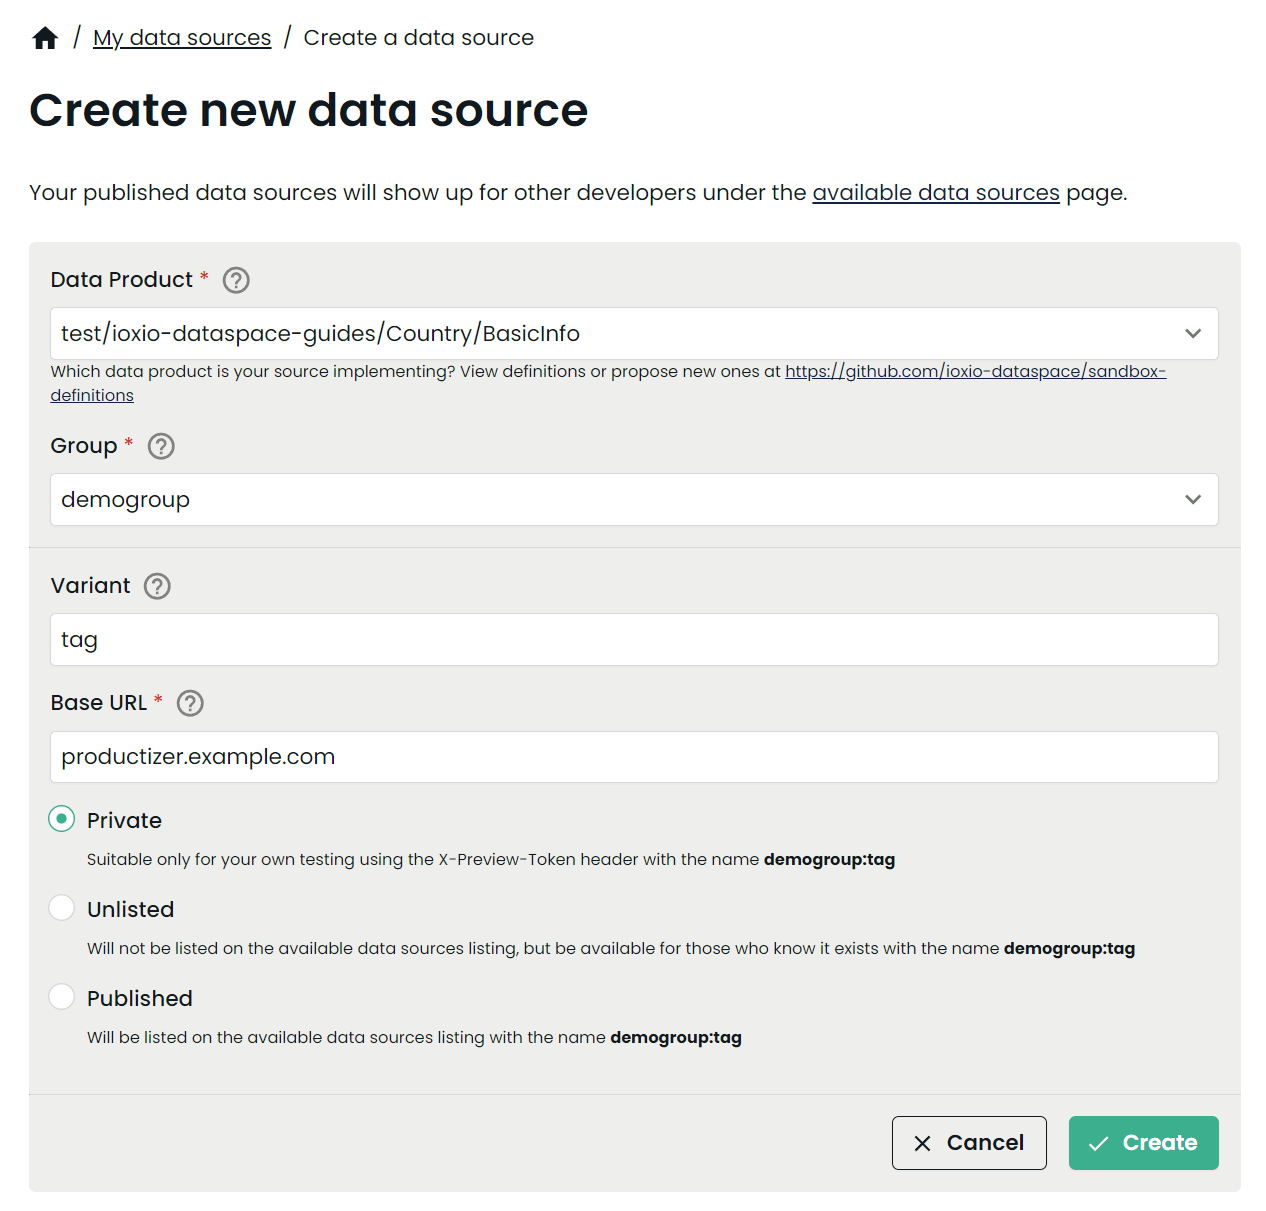 / My data sources / Create a data source
Create new data source
Your published data sources will show up for other developers under the available data sources page.
Data Product *
test/ioxio-dataspace-guides/Country/BasicInfo
Which data product is your source implementing? View definitions or propose new ones at https://github.com/ioxio-dataspace/sandbox-
definitions
Group *
demogroup
Variant
tag
Base URL *
productizer.example.com
Private
Suitable only for your own testing using the X-Preview-Token header with the name demogroup:tag
Unlisted
Will not be listed on the available data sources listing, but be available for those who know it exists with the name demogroup:tag
Published
Will be listed on the available data sources listing with the name demogroup:tag
Cancel
Create